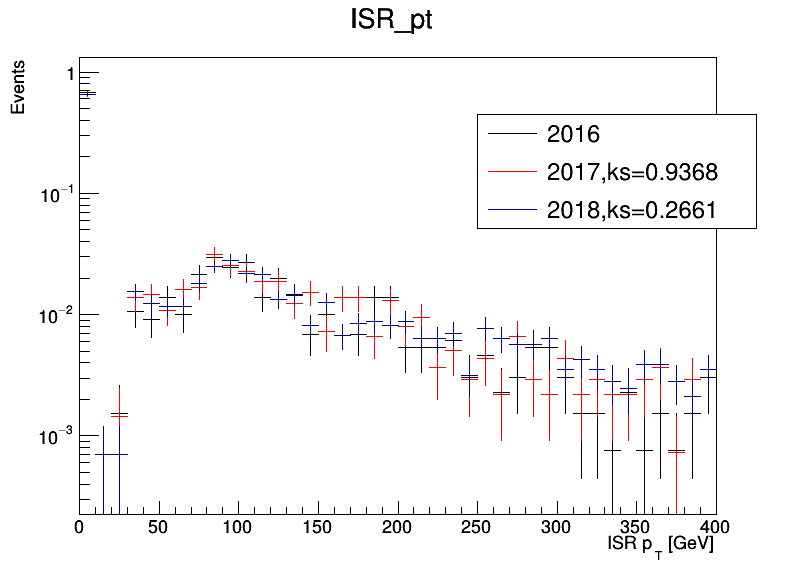 ISR_pt
Events
1
10−1
10−2
10−3
2016
2017,ks=0.9368
2018,ks=0.2661
0 50 100 150 200 250 300 350 400
ISR p_T [GeV]